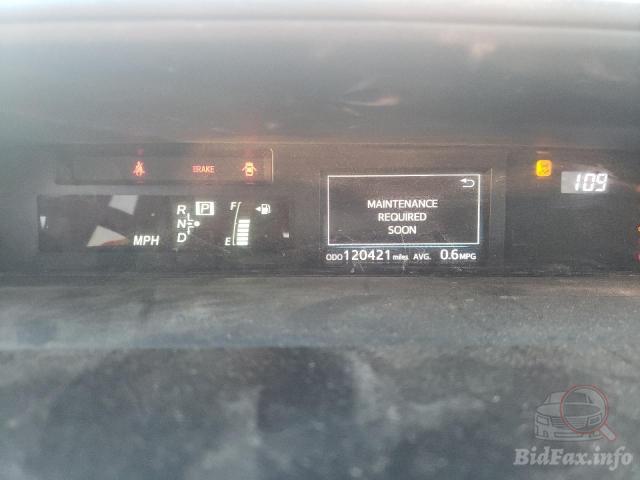 BRAKE
109
MPH
R
N
D
P
F
E
MAINTENANCE
REQUIRED
SOON
ODO 120421 miles AVG. 0.6 MPG
BidFax.info